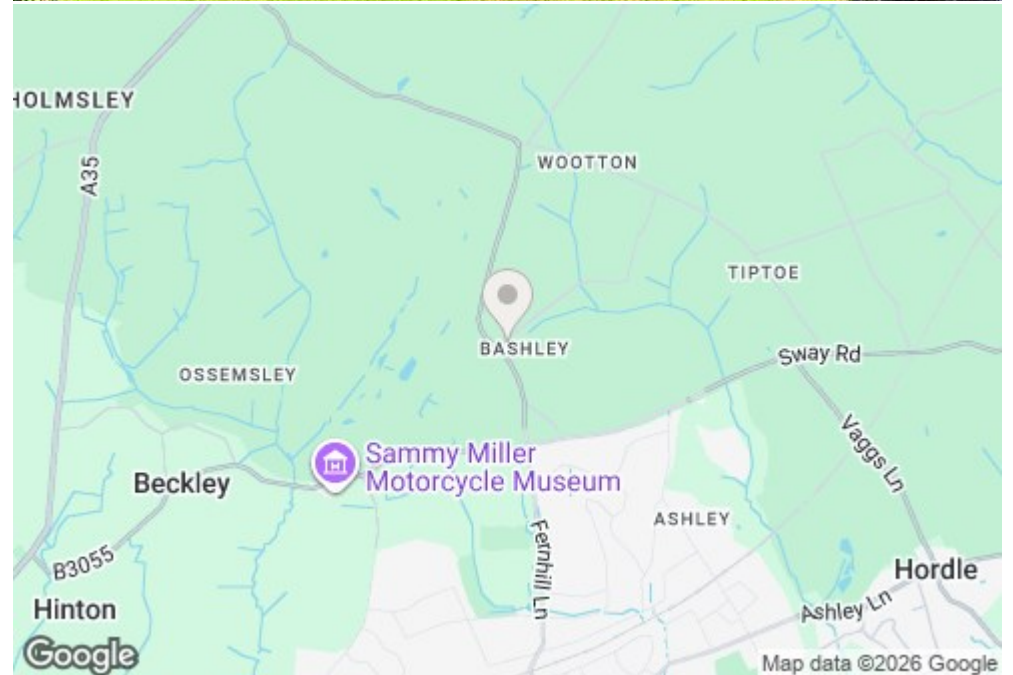 HOLMSLEY
A35
WOOTTON
TIPTOE
BASHLEY
Sway Rd
OSSEMSLEY
Vaggs Ln
Sammy Miller
Motorcycle Museum
Beckley
ASHLEY
Fernhill Ln
B3055
Hordle
Hinton
Ashley Ln
Google
Map data ©2026 Google